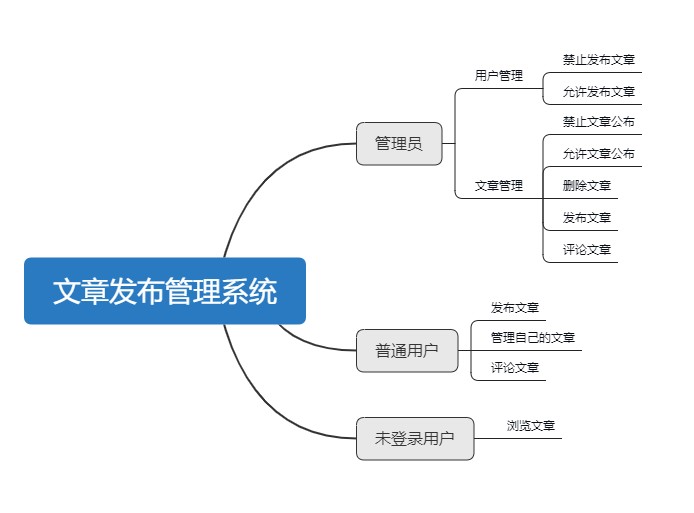 文章发布管理系统
管理员
用户管理
禁止发布文章
允许发布文章
文章管理
禁止文章公布
允许文章公布
删除文章
发布文章
评论文章
普通用户
发布文章
管理自己的文章
评论文章
未登录用户
浏览文章